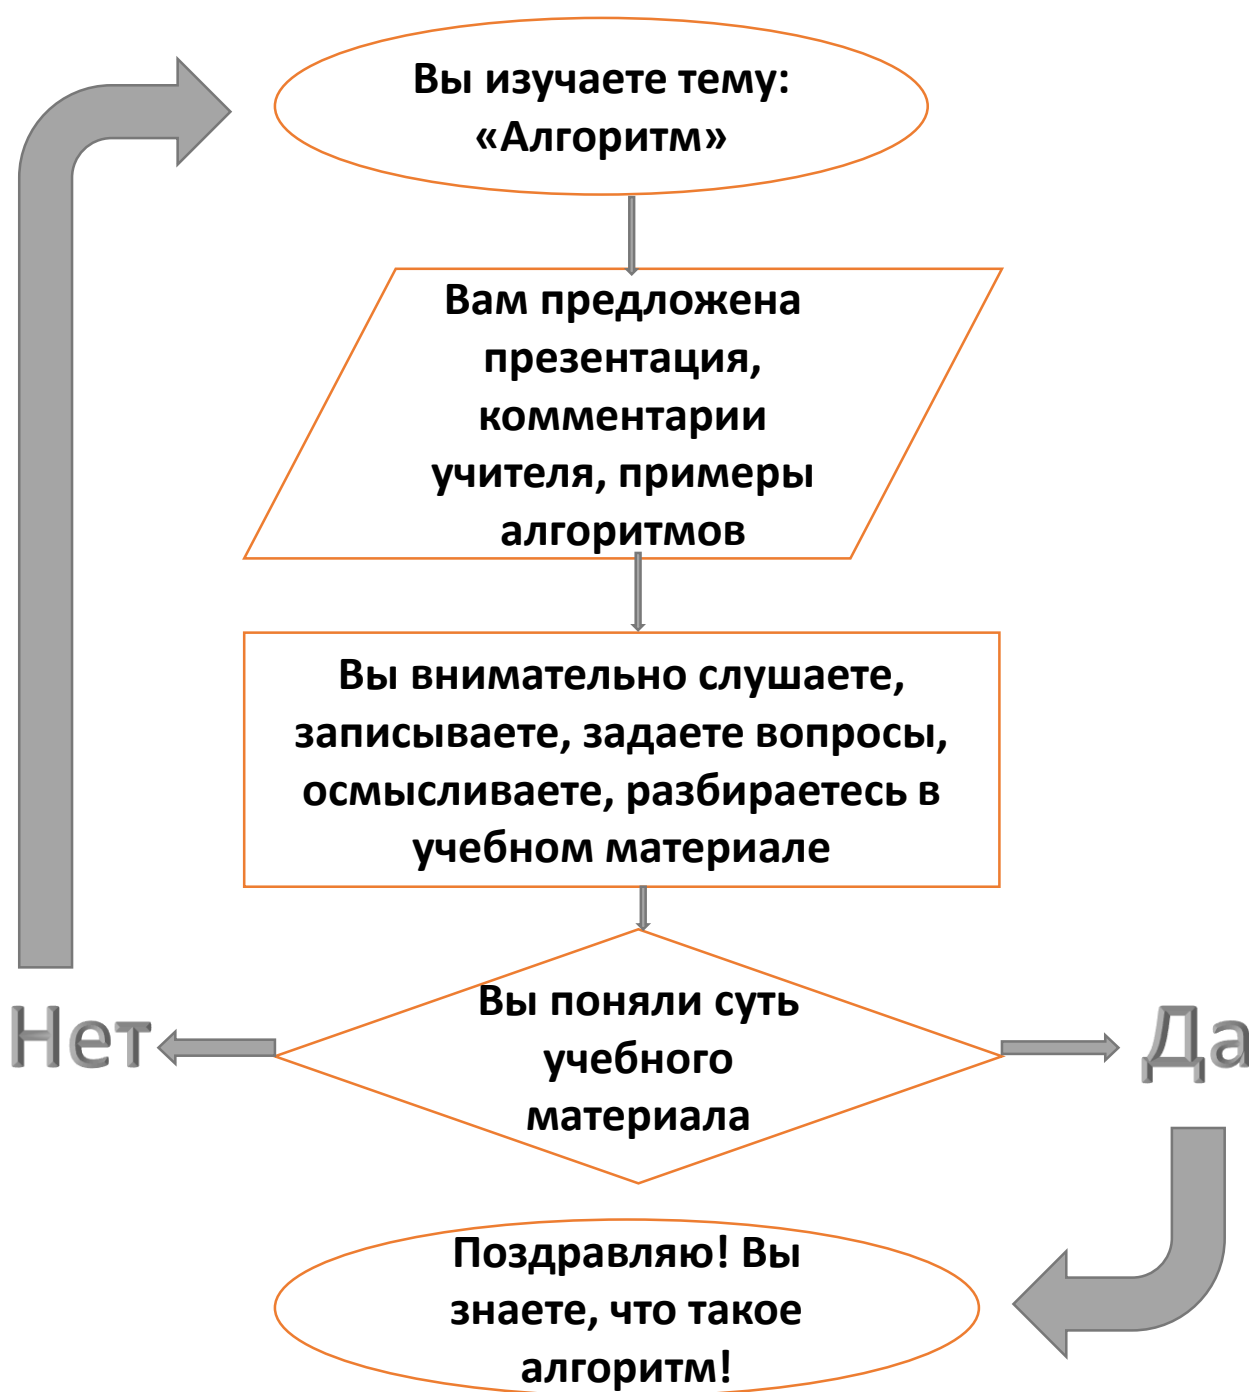 Вы изучаете тему:
«Алгоритм»
Вам предложена
презентация,
комментарии
учителя, примеры
алгоритмов
Вы внимательно слушаете,
записываете, задаете вопросы,
осмысливаете, разбираетесь в
учебном материале
Вы поняли суть
учебного
материала
Нет
Да
Поздравляю! Вы
знаете, что такое
алгоритм!